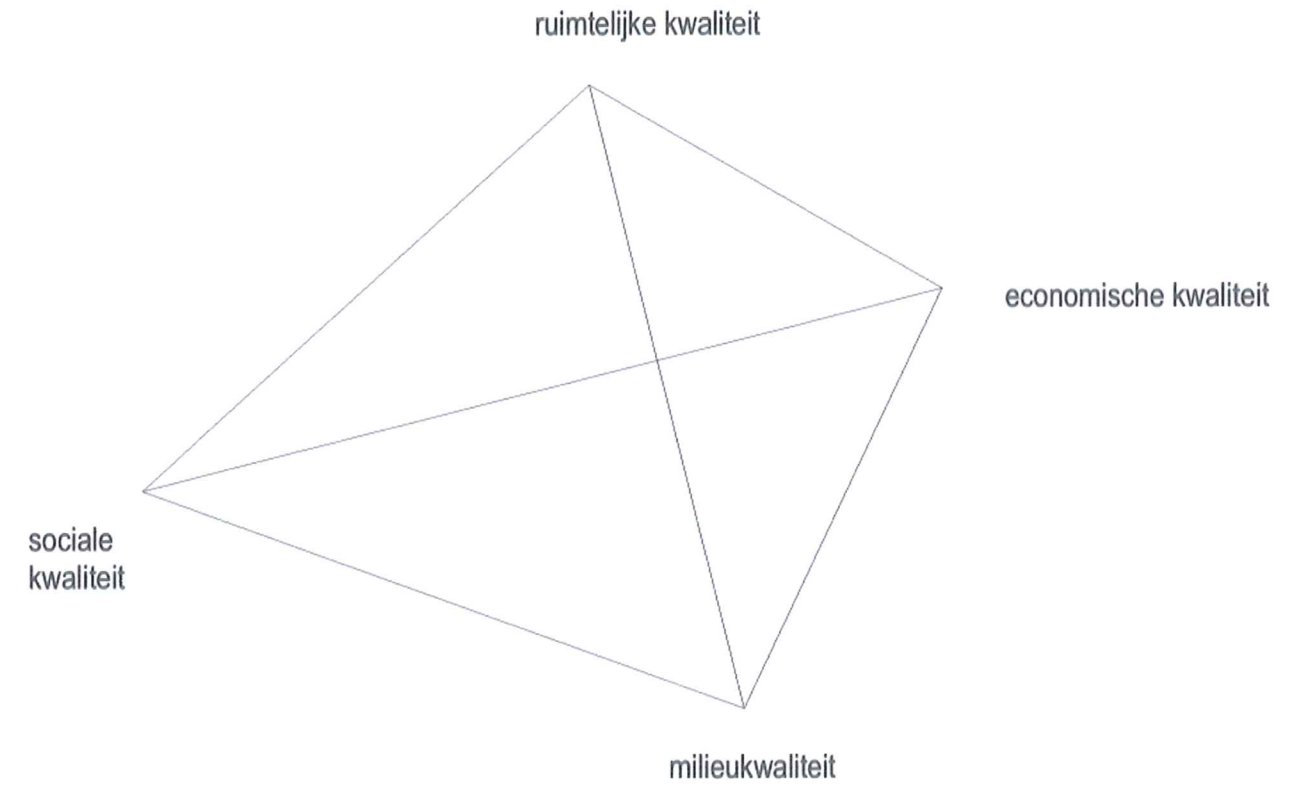 ruimtelijke kwaliteit
economische kwaliteit
sociale
kwaliteit
milieukwaliteit